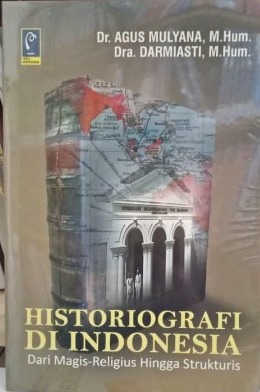 Dr. AGUS MULYANA, M.Hum.
Dra. DARMIASTI, M.Hum.
HISTORIOGRAFI
DI INDONESIA
Dari Magis-Religius Hingga Strukturis